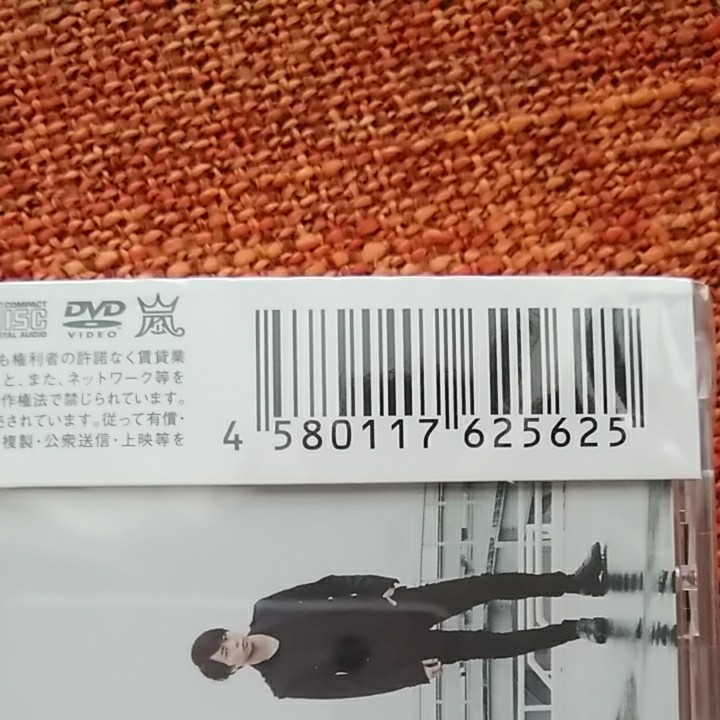 COMPACT
DISC
DIGITAL AUDIO
DVD
VIDEO
嵐
も権利者の許諾なく賃貸業
と、また、ネットワーク等を
作権法で禁じられています。
されています。従って有償・
複製・公衆送信・上映等を
4 580117 625625